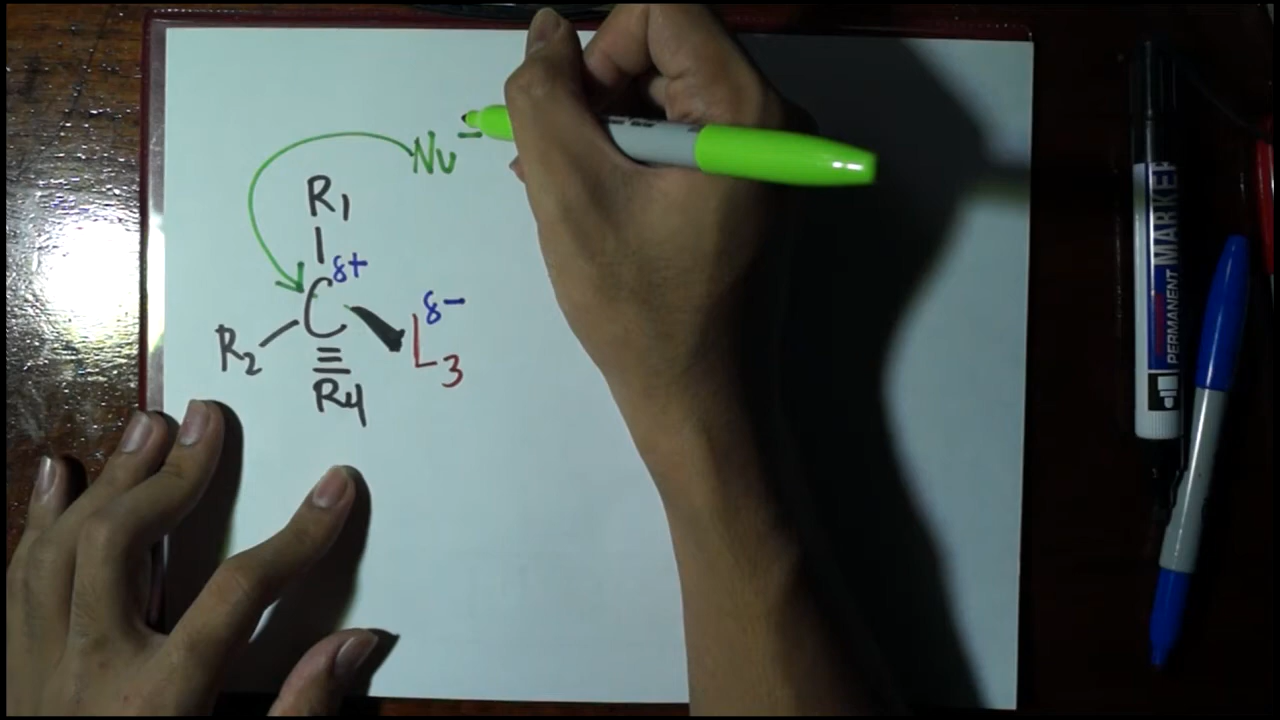 Nu⁻
R₁
C δ+
δ-
R₂
L₃
R₄
PERMANENT MARKER